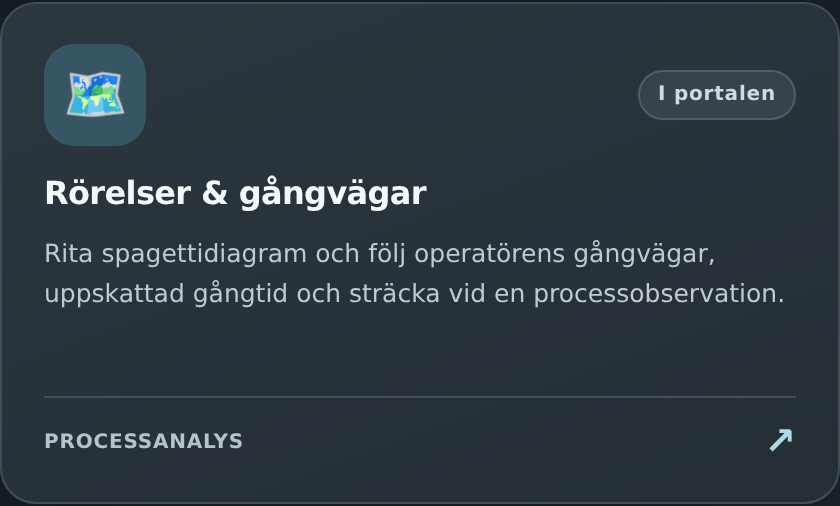 I portalen
Rörelser & gångvägar
Rita spagettidiagram och följ operatörens gångvägar,
uppskattad gångtid och sträcka vid en processobservation.
PROCESSANALYS